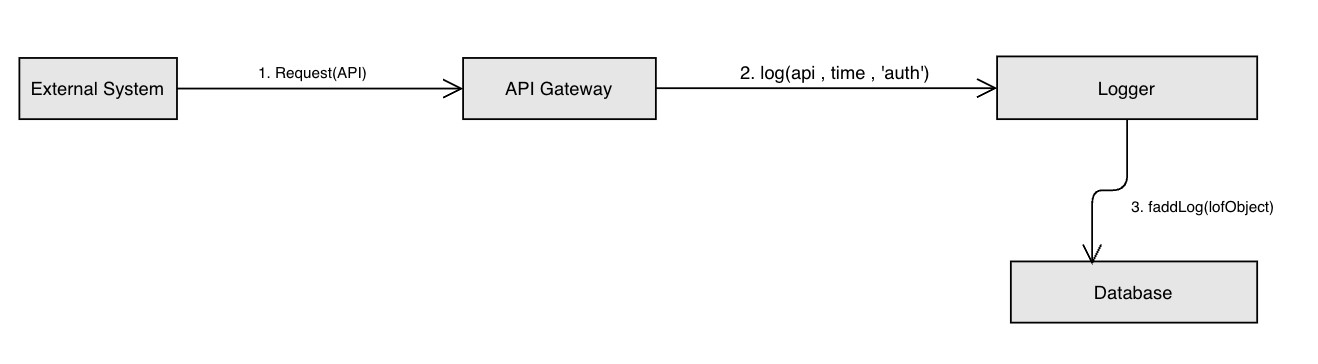 1. Request(API)
2. log(api , time , 'auth')
External System
API Gateway
Logger
3. faddLog(lofObject)
Database